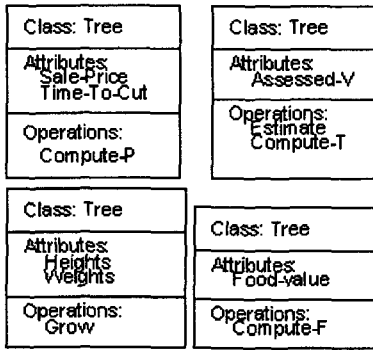 Class: Tree
Attributes:
Sale-Price
Time-To-Cut
Operations:
Compute-P
Class: Tree
Attributes:
Assessed-V
Operations:
Estimate
Compute-T
Class: Tree
Attributes:
Heights
Weights
Operations:
Grow
Class: Tree
Attributes:
Food-value
Operations:
Compute-F